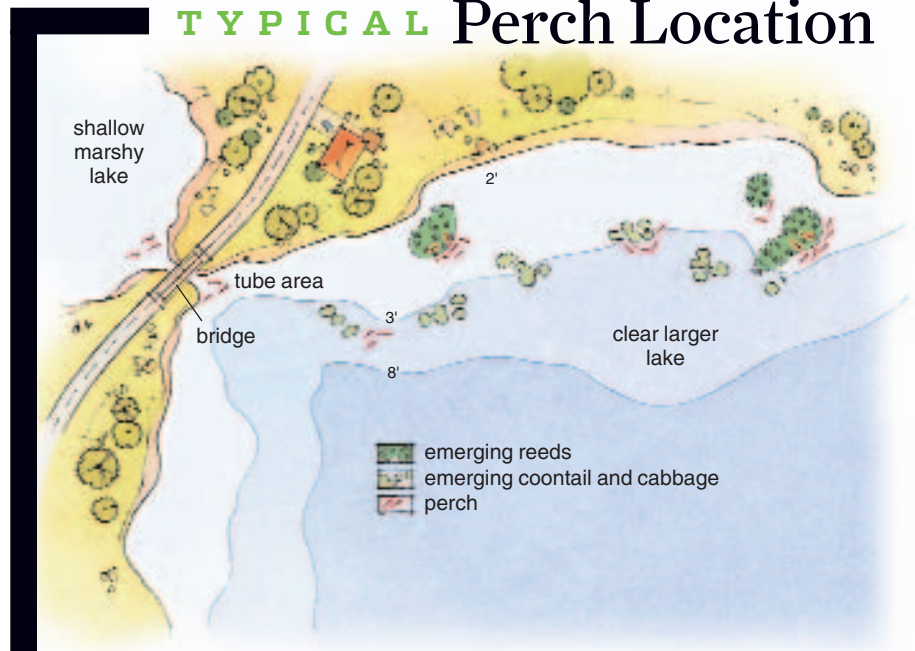 TYPICAL Perch Location
shallow
marshy
lake
2'
tube area
bridge
3'
clear larger
lake
8'
emerging reeds
emerging coontail and cabbage
perch